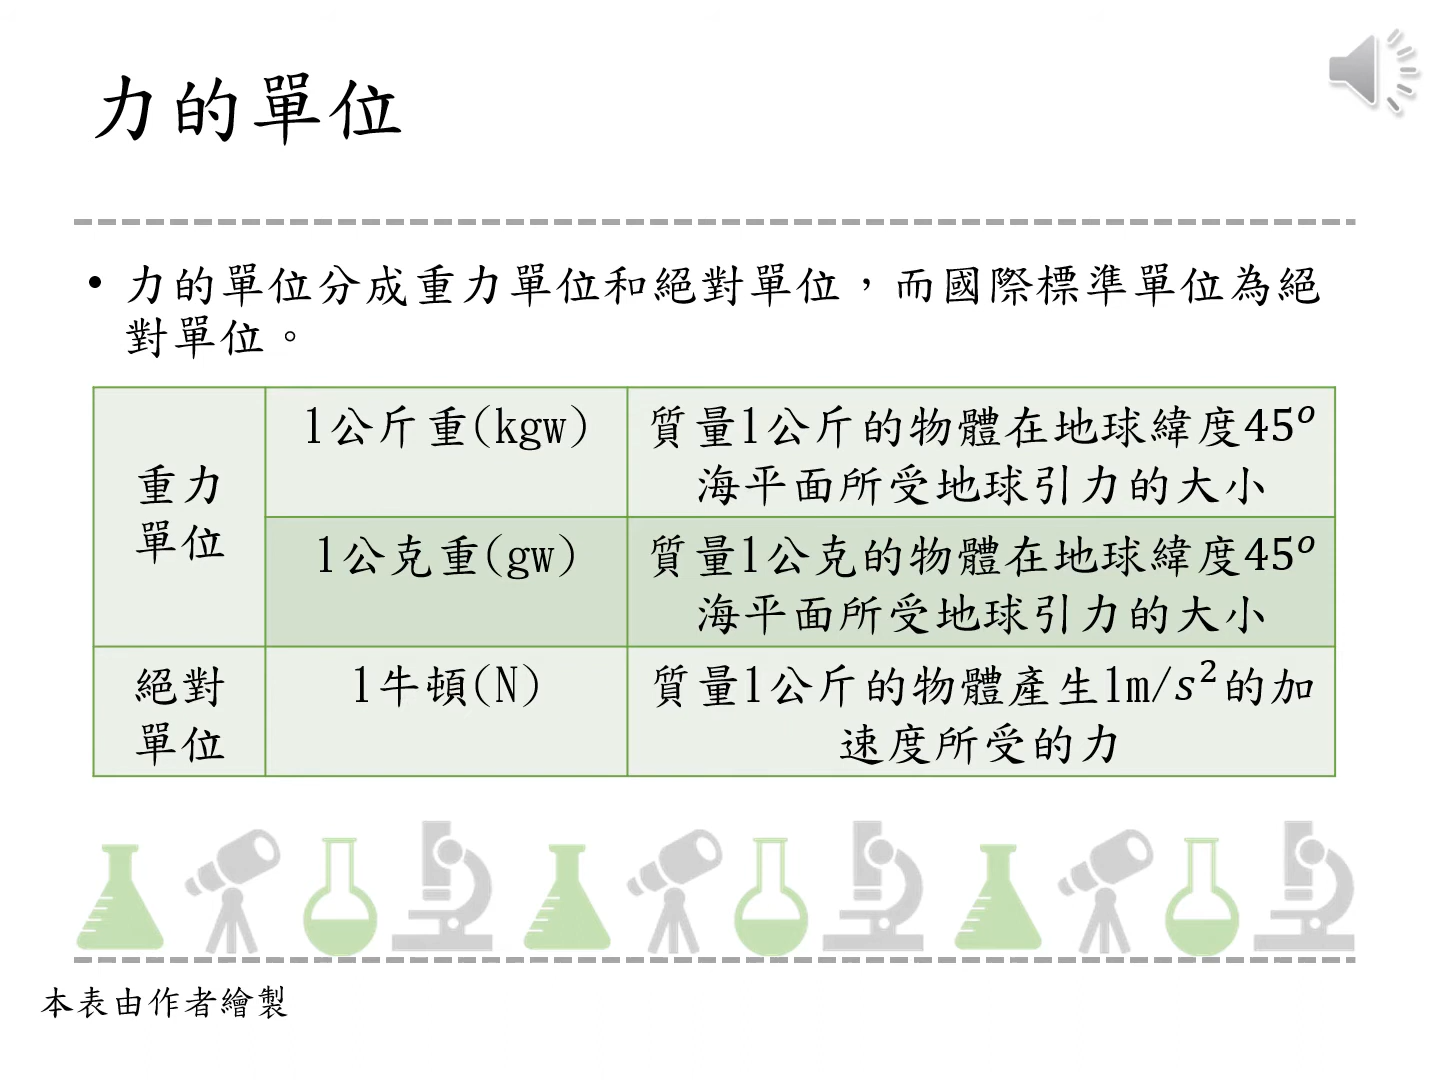 力的單位
• 力的單位分成重力單位和絕對單位，而國際標準單位為絕
對單位。
重力
單位
1公斤重(kgw)
質量1公斤的物體在地球緯度45º
海平面所受地球引力的大小
1公克重(gw)
質量1公克的物體在地球緯度45º
海平面所受地球引力的大小
絕對
單位
1牛頓(N)
質量1公斤的物體產生1m/s²的加
速度所受的力
本表由作者繪製